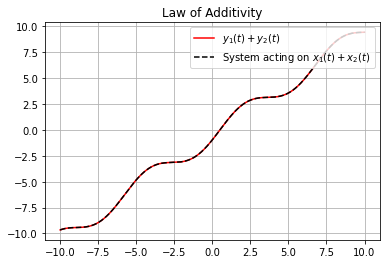 Law of Additivity
y₁(t) + y₂(t)
System acting on x₁(t) + x₂(t)
10.0
7.5
5.0
2.5
0.0
−2.5
−5.0
−7.5
−10.0
−10.0 −7.5 −5.0 −2.5 0.0 2.5 5.0 7.5 10.0